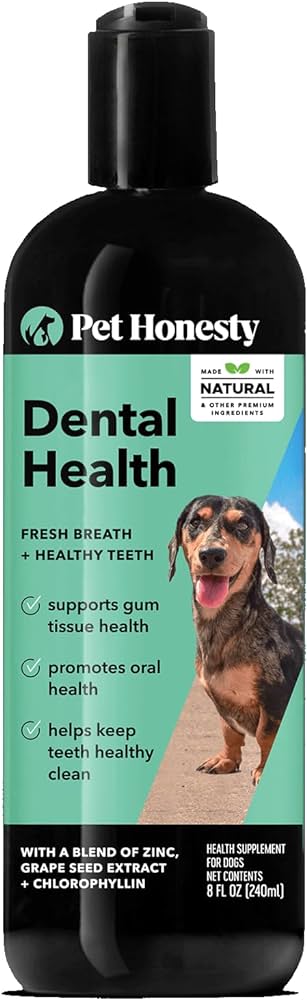 Pet Honesty
MADE WITH
NATURAL
& OTHER PREMIUM
INGREDIENTS
Dental
Health
FRESH BREATH
+ HEALTHY TEETH
supports gum
tissue health
promotes oral
health
helps keep
teeth healthy
clean
WITH A BLEND OF ZINC,
GRAPE SEED EXTRACT
+ CHLOROPHYLLIN
HEALTH SUPPLEMENT
FOR DOGS
NET CONTENTS
8 FL OZ (240ml)